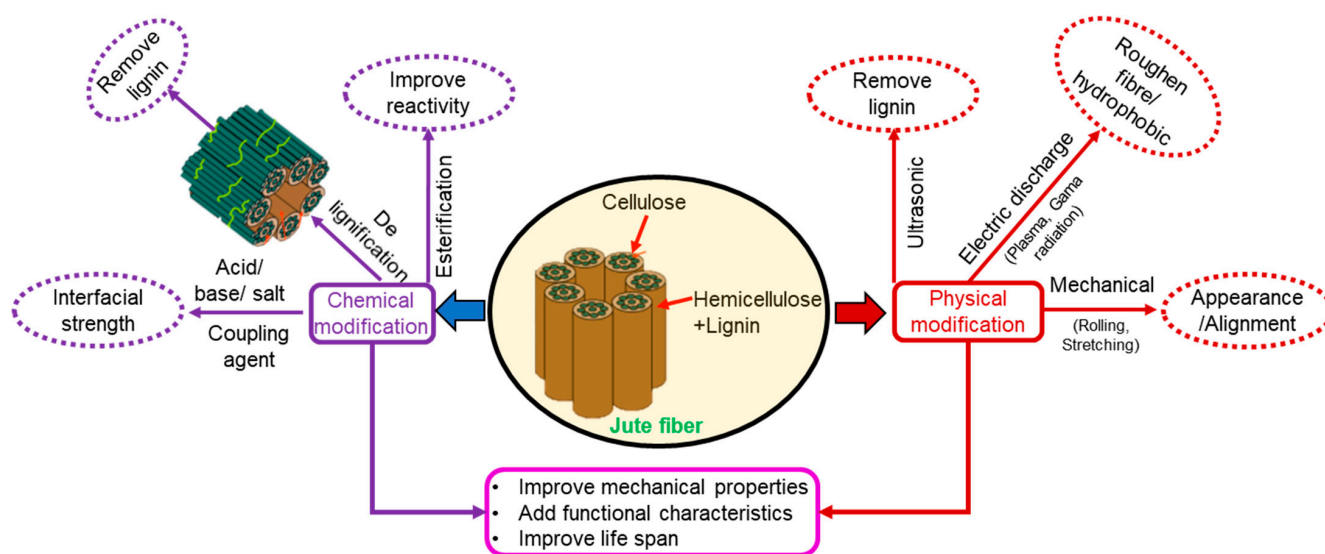 Remove
lignin
Improve
reactivity
De
lignification
Esterification
Acid/
base/ salt
Coupling
agent
Interfacial
strength
Chemical
modification
Cellulose
Hemicellulose
+Lignin
Jute fiber
Remove
lignin
Ultrasonic
Roughen
fibre/
hydrophobic
Electric discharge
(Plasma, Gama
radiation)
Physical
modification
Mechanical
(Rolling,
Stretching)
Appearance
/Alignment
• Improve mechanical properties
• Add functional characteristics
• Improve life span